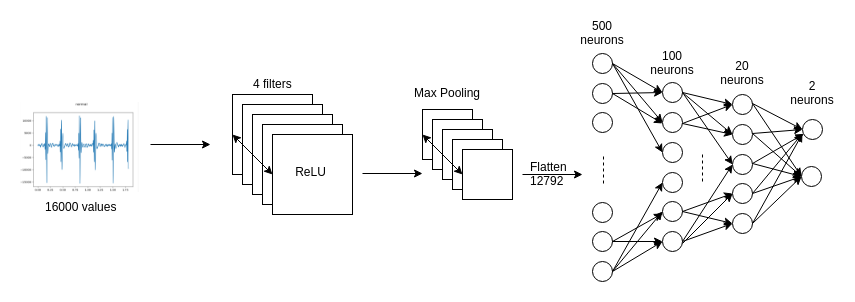 16000 values
4 filters
ReLU
Max Pooling
Flatten
12792
500
neurons
100
neurons
20
neurons
2
neurons